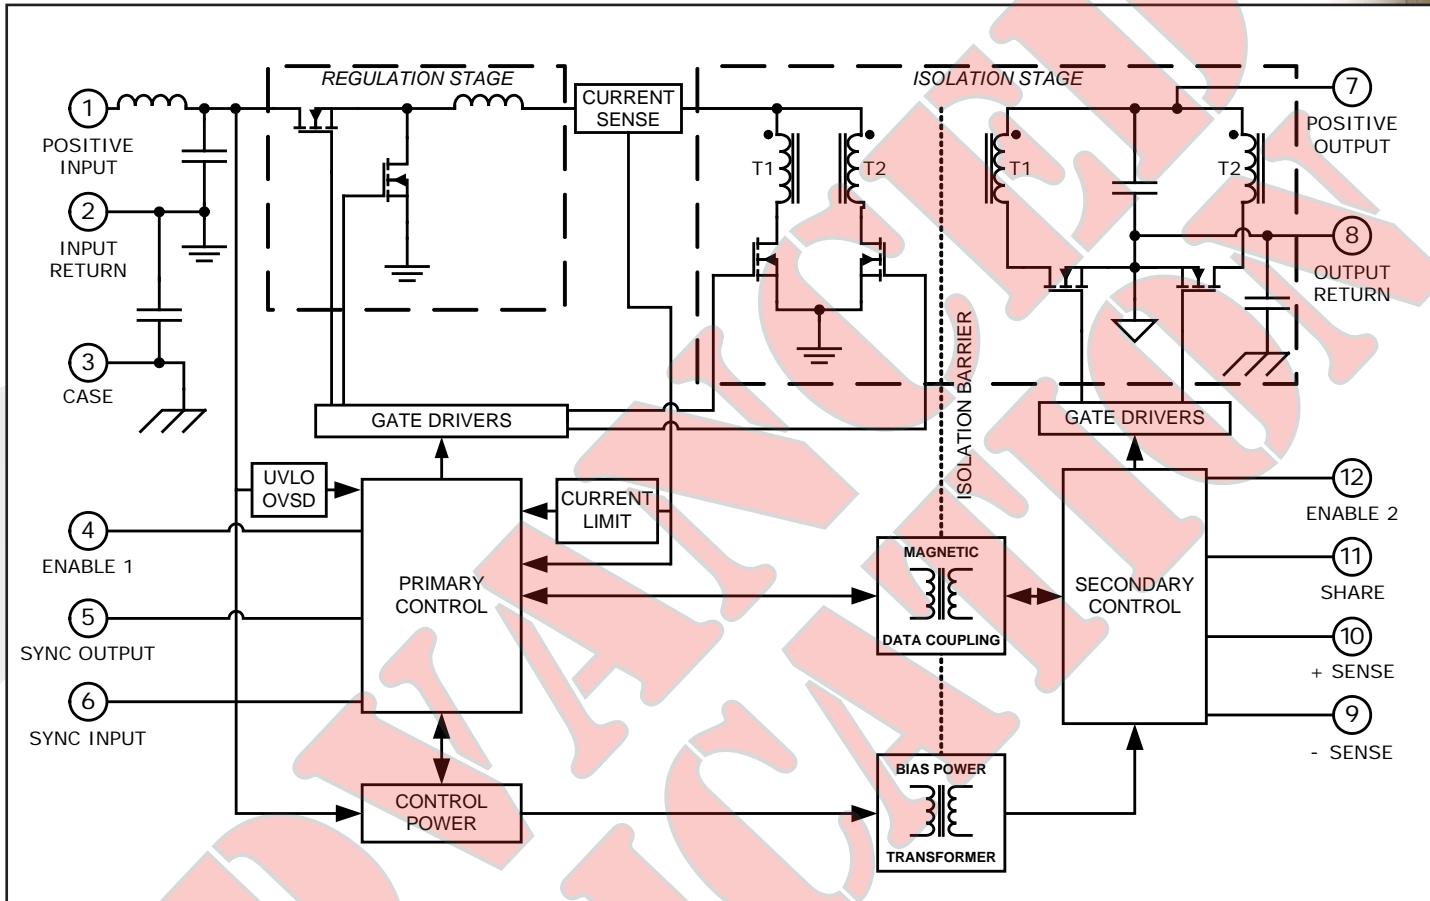 REGULATION STAGE
ISOLATION STAGE
1
POSITIVE
INPUT
CURRENT
SENSE
7
POSITIVE
OUTPUT
T1
T2
T1
T2
2
INPUT
RETURN
8
OUTPUT
RETURN
3
CASE
ISOLATION BARRIER
GATE DRIVERS
GATE DRIVERS
UVLO
OVSD
CURRENT
LIMIT
12
ENABLE 2
4
ENABLE 1
MAGNETIC
DATA COUPLING
11
SHARE
PRIMARY
CONTROL
SECONDARY
CONTROL
5
SYNC OUTPUT
10
+ SENSE
6
SYNC INPUT
9
- SENSE
CONTROL
POWER
BIAS POWER
TRANSFORMER